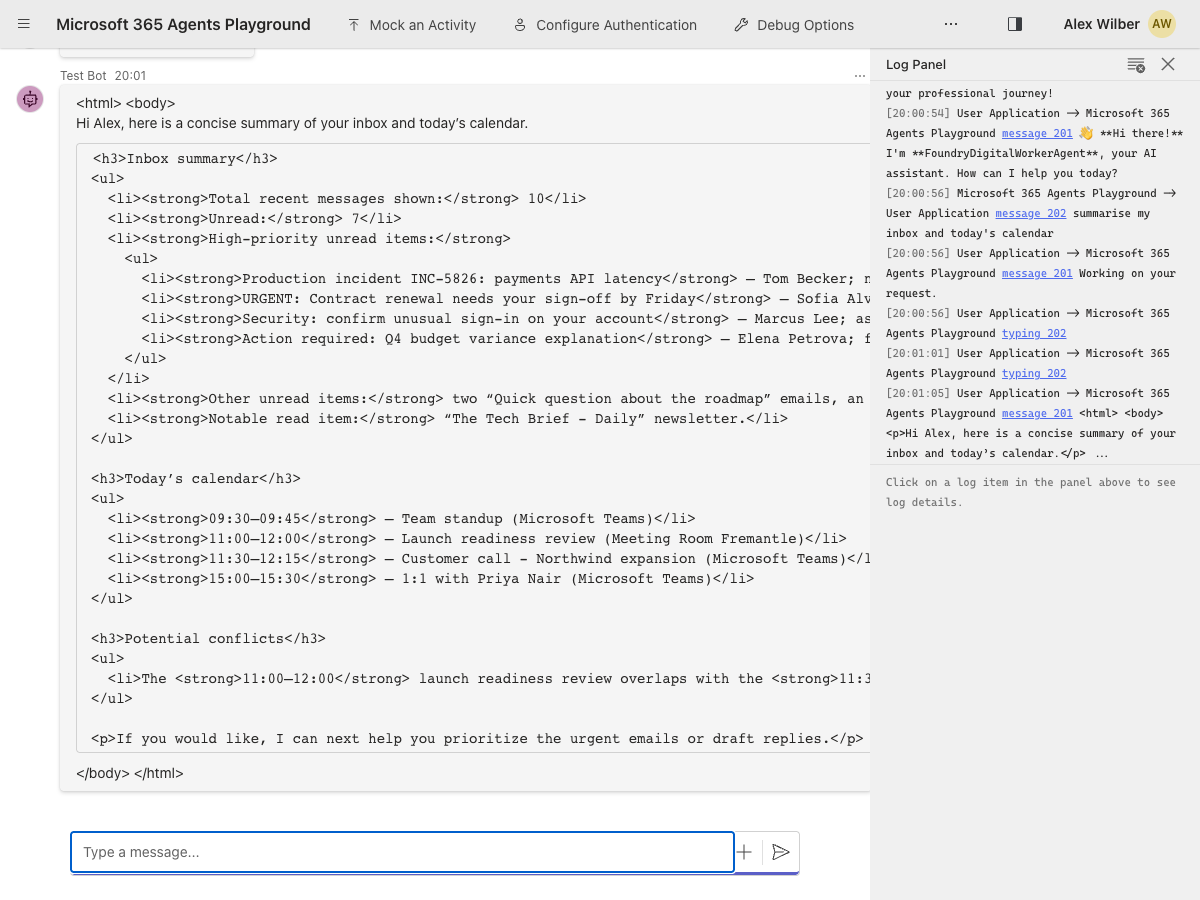 Microsoft 365 Agents Playground
Mock an Activity
Configure Authentication
Debug Options
Alex Wilber
AW
Test Bot 20:01
<html> <body>
Hi Alex, here is a concise summary of your inbox and today’s calendar.
<h3>Inbox summary</h3>
<ul>
<li><strong>Total recent messages shown:</strong> 10</li>
<li><strong>Unread:</strong> 7</li>
<li><strong>High-priority unread items:</strong>
<ul>
<li><strong>Production incident INC-5826: payments API latency</strong> — Tom Becker; n
<li><strong>URGENT: Contract renewal needs your sign-off by Friday</strong> — Sofia Alv
<li><strong>Security: confirm unusual sign-in on your account</strong> — Marcus Lee; as
<li><strong>Action required: Q4 budget variance explanation</strong> — Elena Petrova; f
</ul>
</li>
<li><strong>Other unread items:</strong> two “Quick question about the roadmap” emails, an
<li><strong>Notable read item:</strong> “The Tech Brief - Daily” newsletter.</li>
</ul>
<h3>Today’s calendar</h3>
<ul>
<li><strong>09:30–09:45</strong> — Team standup (Microsoft Teams)</li>
<li><strong>11:00–12:00</strong> — Launch readiness review (Meeting Room Fremantle)</li>
<li><strong>11:30–12:15</strong> — Customer call - Northwind expansion (Microsoft Teams)</l
<li><strong>15:00–15:30</strong> — 1:1 with Priya Nair (Microsoft Teams)</li>
</ul>
<h3>Potential conflicts</h3>
<ul>
<li>The <strong>11:00–12:00</strong> launch readiness review overlaps with the <strong>11:3
</ul>
<p>If you would like, I can next help you prioritize the urgent emails or draft replies.</p>
</body> </html>
Type a message...
Log Panel
your professional journey!
[20:00:54] User Application → Microsoft 365
Agents Playground message 201 👋 **Hi there!**
I'm **FoundryDigitalWorkerAgent**, your AI
assistant. How can I help you today?
[20:00:56] Microsoft 365 Agents Playground →
User Application message 202 summarise my
inbox and today's calendar
[20:00:56] User Application → Microsoft 365
Agents Playground message 201 Working on your
request.
[20:00:56] User Application → Microsoft 365
Agents Playground typing 202
[20:01:01] User Application → Microsoft 365
Agents Playground typing 202
[20:01:05] User Application → Microsoft 365
Agents Playground message 201 <html> <body>
<p>Hi Alex, here is a concise summary of your
inbox and today’s calendar.</p> ...
Click on a log item in the panel above to see
log details.